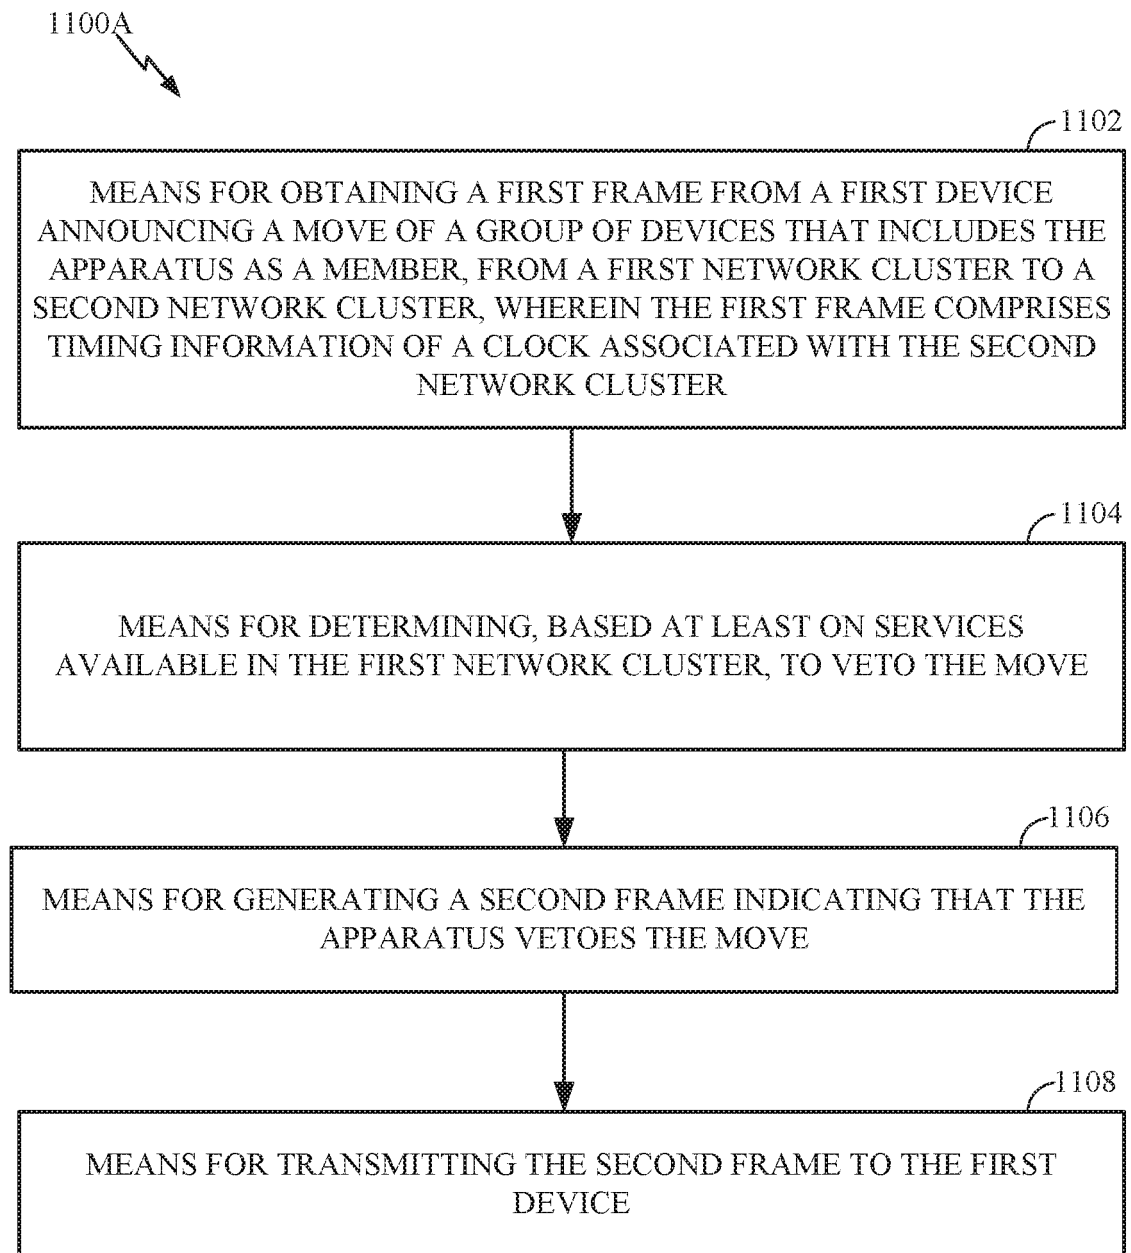 1100A
1102
MEANS FOR OBTAINING A FIRST FRAME FROM A FIRST DEVICE
ANNOUNCING A MOVE OF A GROUP OF DEVICES THAT INCLUDES THE
APPARATUS AS A MEMBER, FROM A FIRST NETWORK CLUSTER TO A
SECOND NETWORK CLUSTER, WHEREIN THE FIRST FRAME COMPRISES
TIMING INFORMATION OF A CLOCK ASSOCIATED WITH THE SECOND
NETWORK CLUSTER
1104
MEANS FOR DETERMINING, BASED AT LEAST ON SERVICES
AVAILABLE IN THE FIRST NETWORK CLUSTER, TO VETO THE MOVE
1106
MEANS FOR GENERATING A SECOND FRAME INDICATING THAT THE
APPARATUS VETOES THE MOVE
1108
MEANS FOR TRANSMITTING THE SECOND FRAME TO THE FIRST
DEVICE